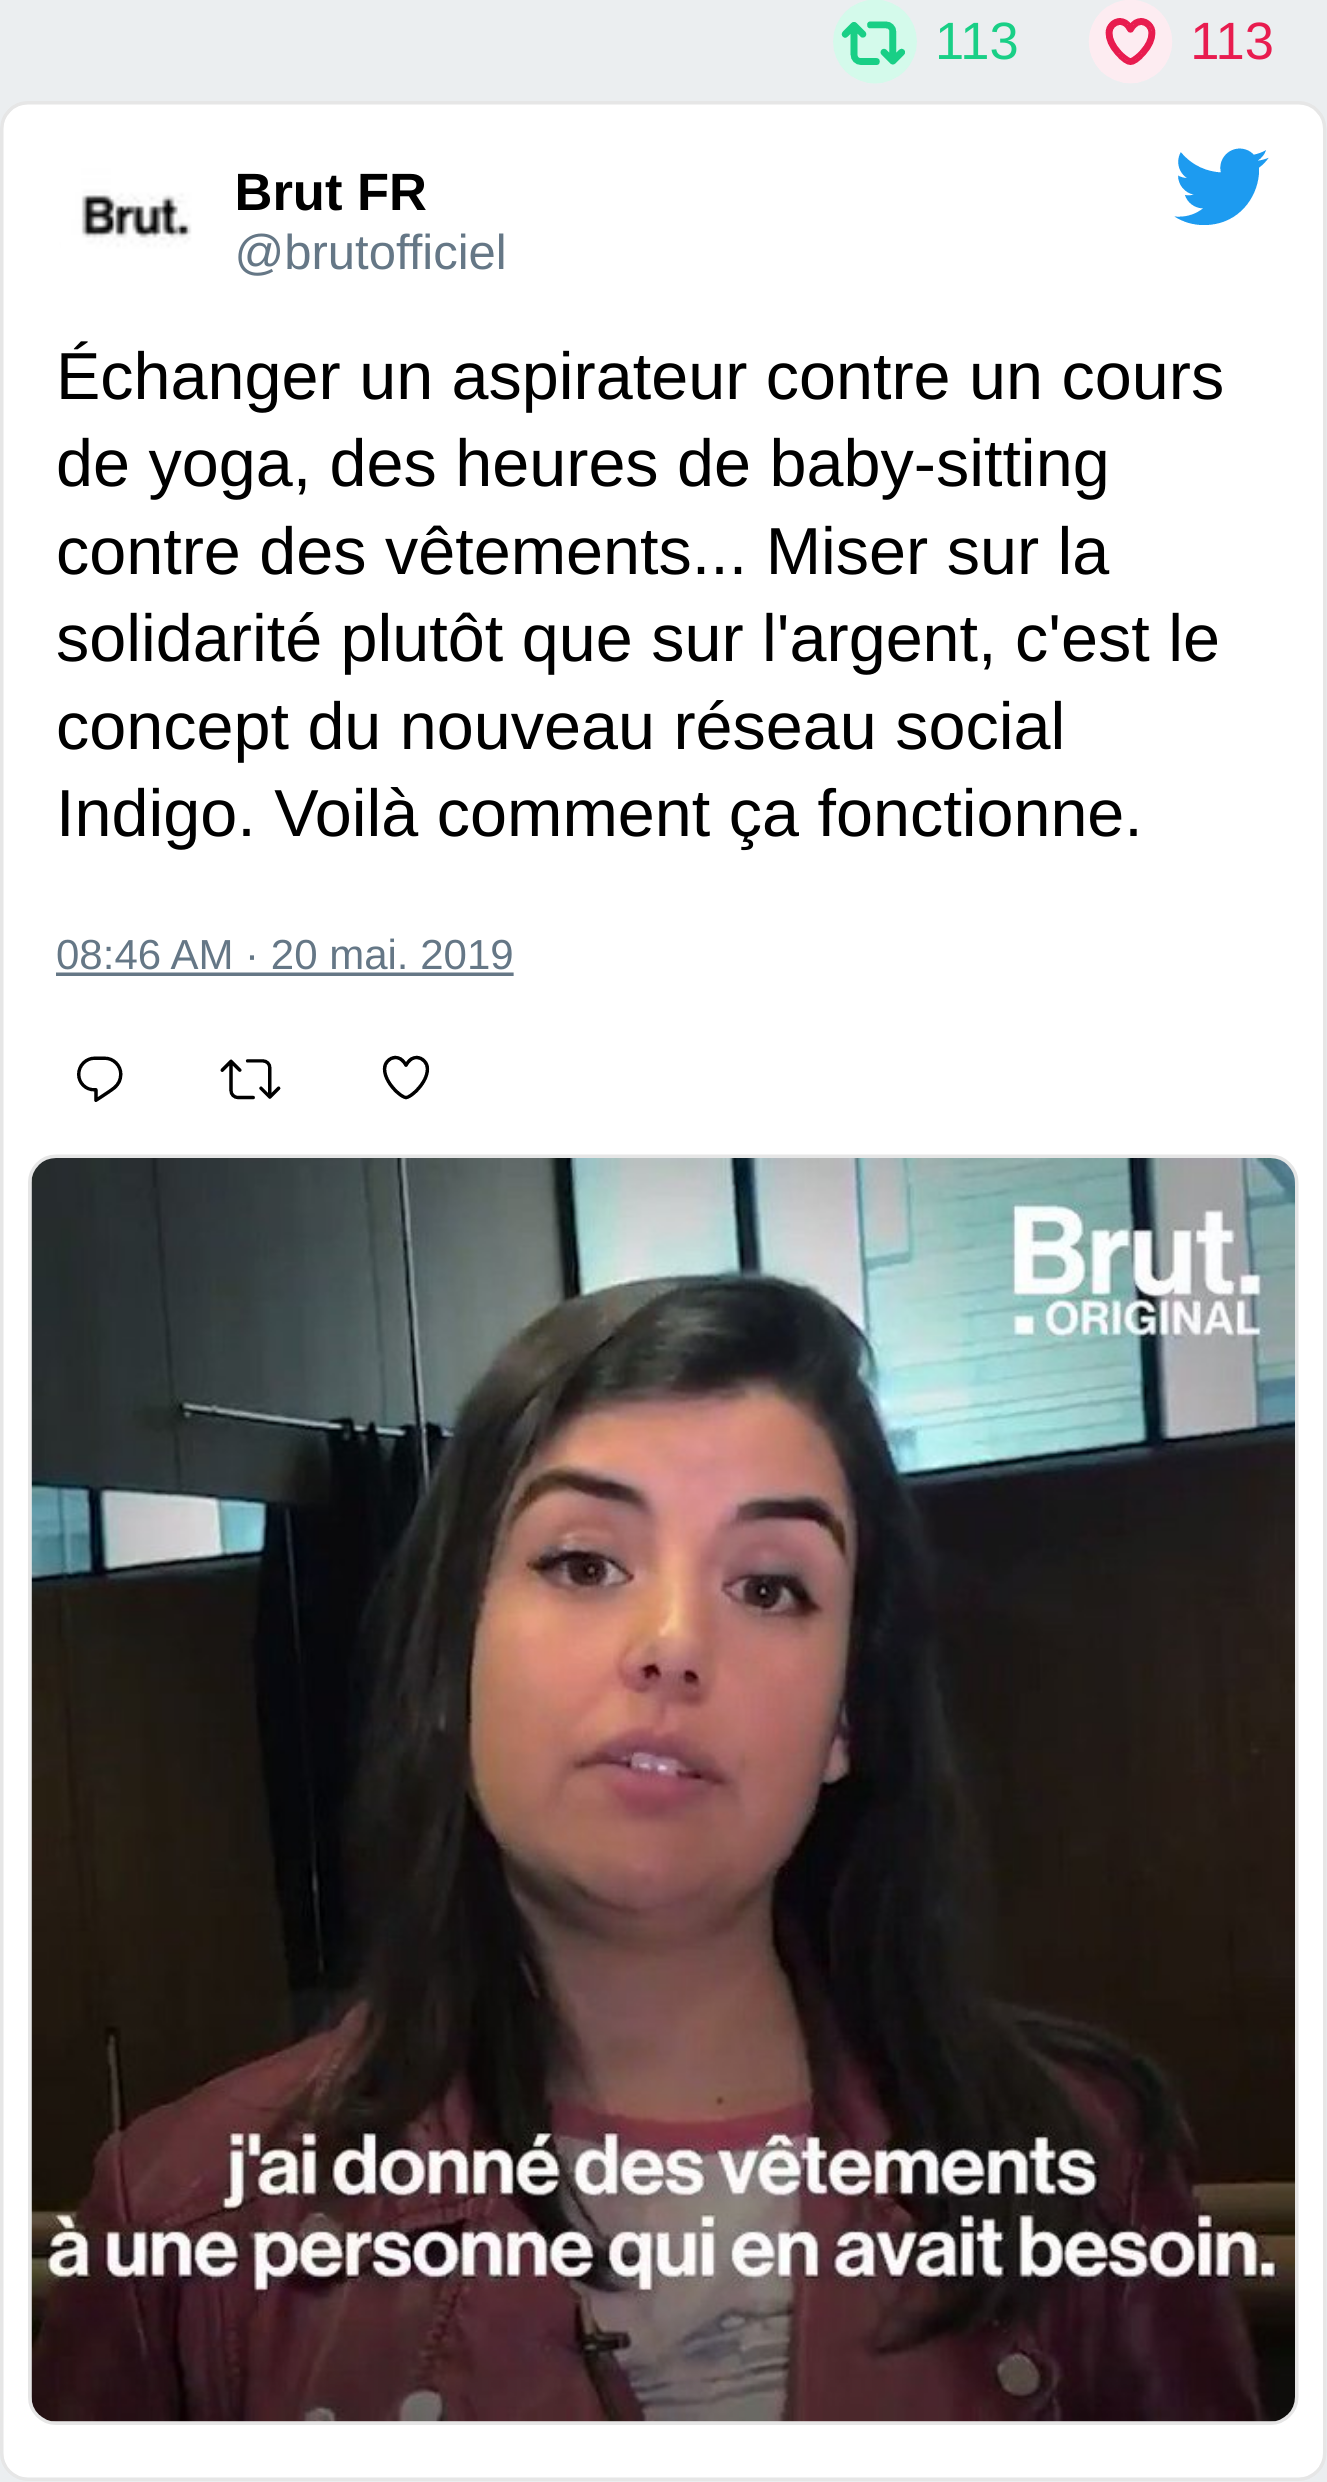 113 113
Brut.
Brut FR
@brutofficiel
Échanger un aspirateur contre un cours
de yoga, des heures de baby-sitting
contre des vêtements... Miser sur la
solidarité plutôt que sur l'argent, c'est le
concept du nouveau réseau social
Indigo. Voilà comment ça fonctionne.
08:46 AM · 20 mai. 2019
Brut.
ORIGINAL
j'ai donné des vêtements
à une personne qui en avait besoin.